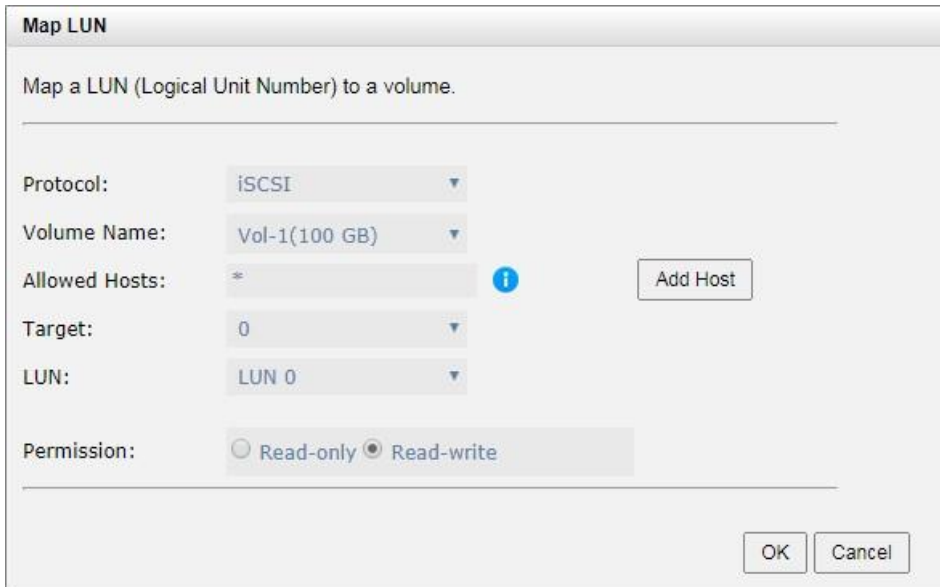 Map LUN
Map a LUN (Logical Unit Number) to a volume.
Protocol: iSCSI
Volume Name: Vol-1(100 GB)
Allowed Hosts: * i Add Host
Target: 0
LUN: LUN 0
Permission: Read-only Read-write
OK Cancel